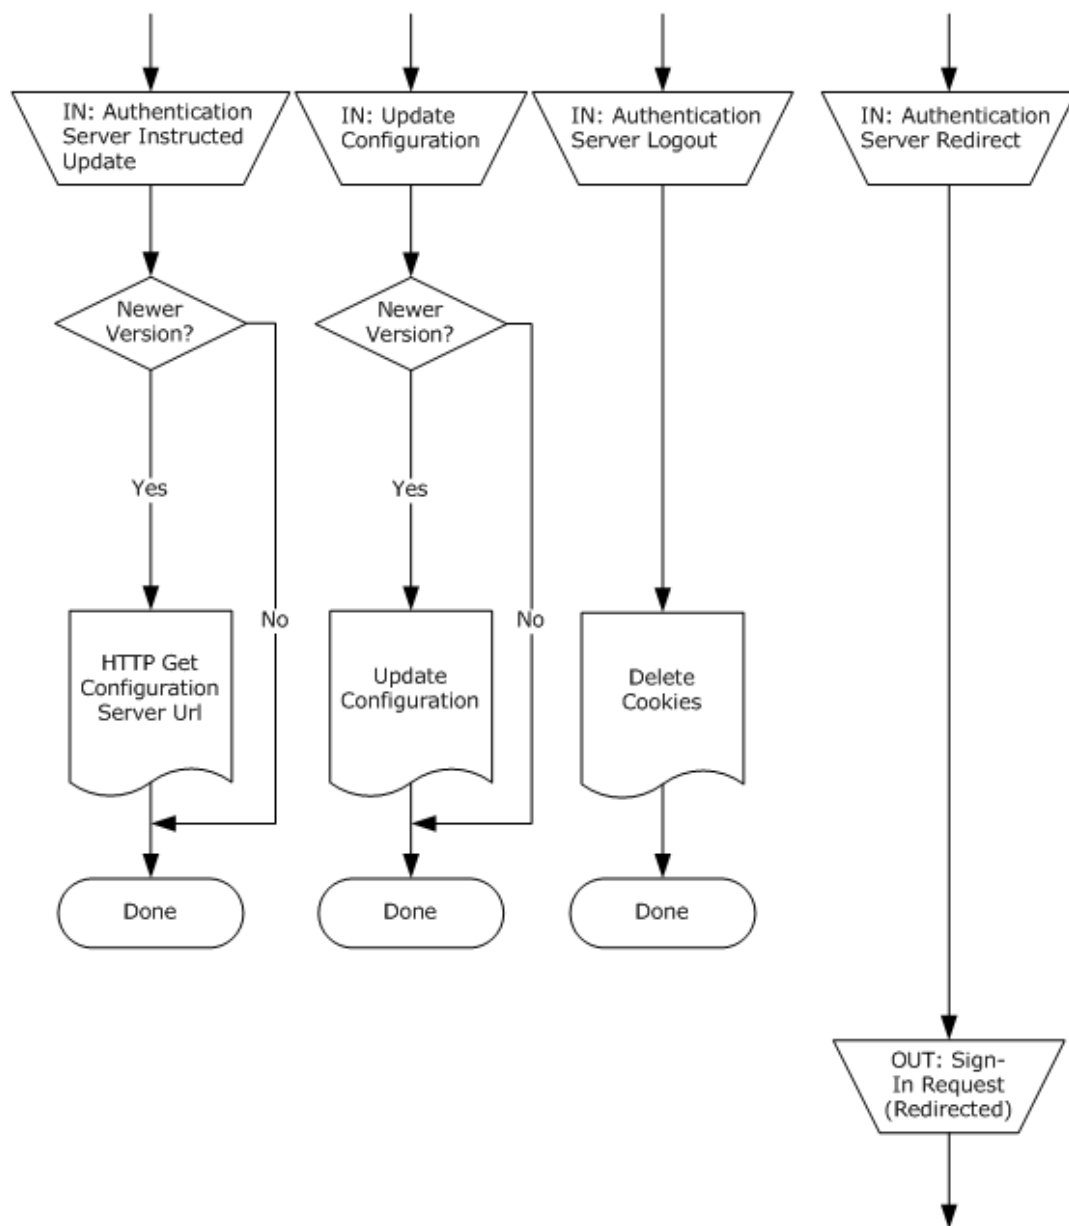 IN: Authentication
Server Instructed
Update
IN: Update
Configuration
IN: Authentication
Server Logout
IN: Authentication
Server Redirect
Newer
Version?
Newer
Version?
Yes
Yes
No
No
HTTP Get
Configuration
Server Url
Update
Configuration
Delete
Cookies
Done
Done
Done
OUT: Sign-
In Request
(Redirected)